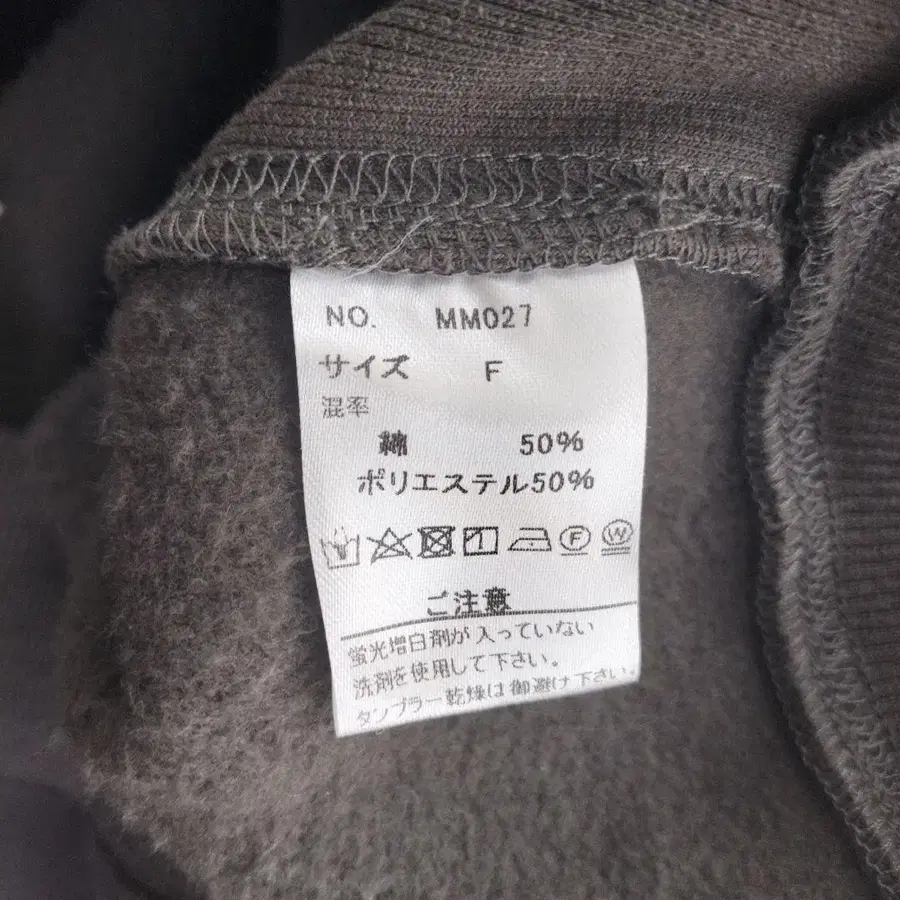 NO. MM027
サイズ F
混率
綿 50%
ポリエステル50%
F W
ご注意
蛍光増白剤が入っていない
洗剤を使用して下さい。
タンブラー乾燥は御避け下さい。